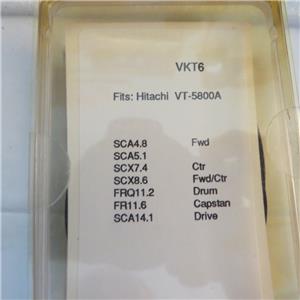 VKT6
Fits: Hitachi VT-5800A
SCA4.8 Fwd
SCA5.1
SCX7.4 Ctr
SCX8.6 Fwd/Ctr
FRQ11.2 Drum
FR11.6 Capstan
SCA14.1 Drive